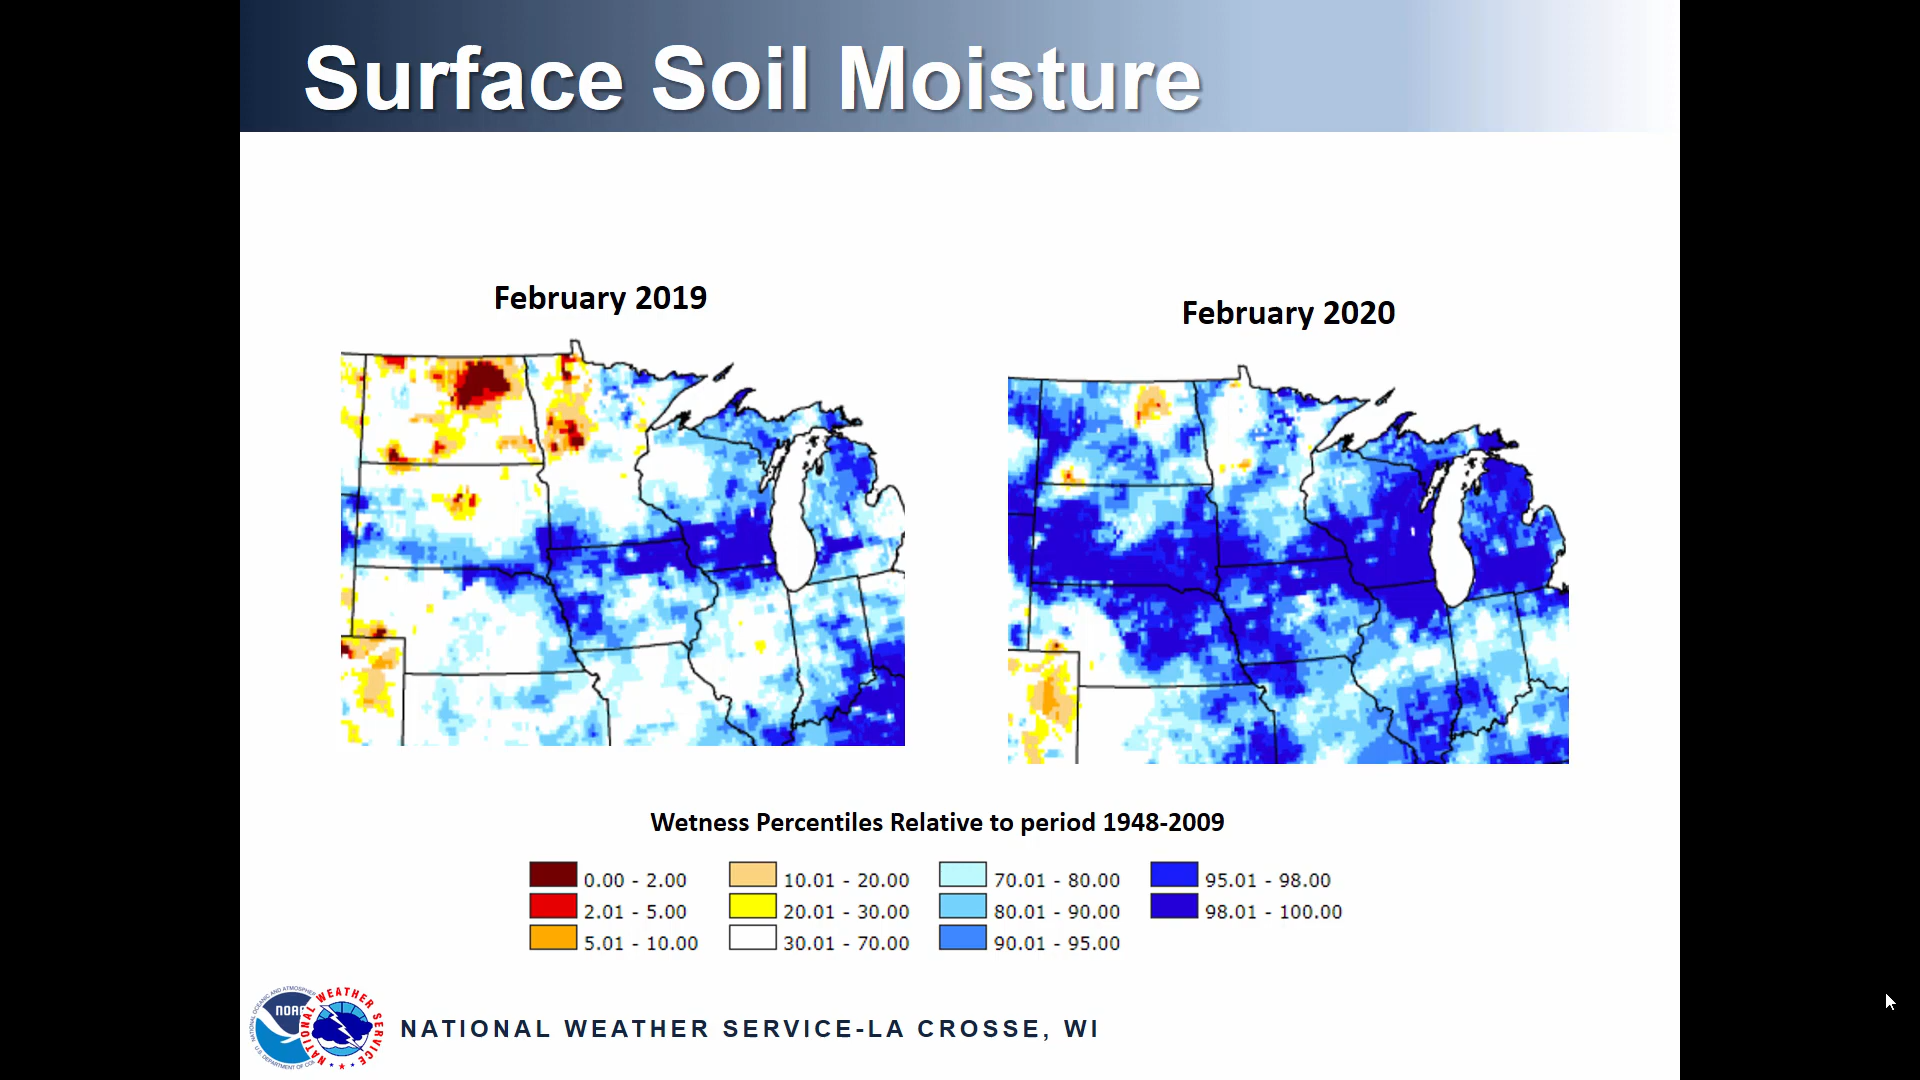 Surface Soil Moisture
February 2019
February 2020
Wetness Percentiles Relative to period 1948-2009
0.00 - 2.00
10.01 - 20.00
70.01 - 80.00
95.01 - 98.00
2.01 - 5.00
20.01 - 30.00
80.01 - 90.00
98.01 - 100.00
5.01 - 10.00
30.01 - 70.00
90.01 - 95.00
NATIONAL WEATHER SERVICE
NATIONAL WEATHER SERVICE-LA CROSSE, WI